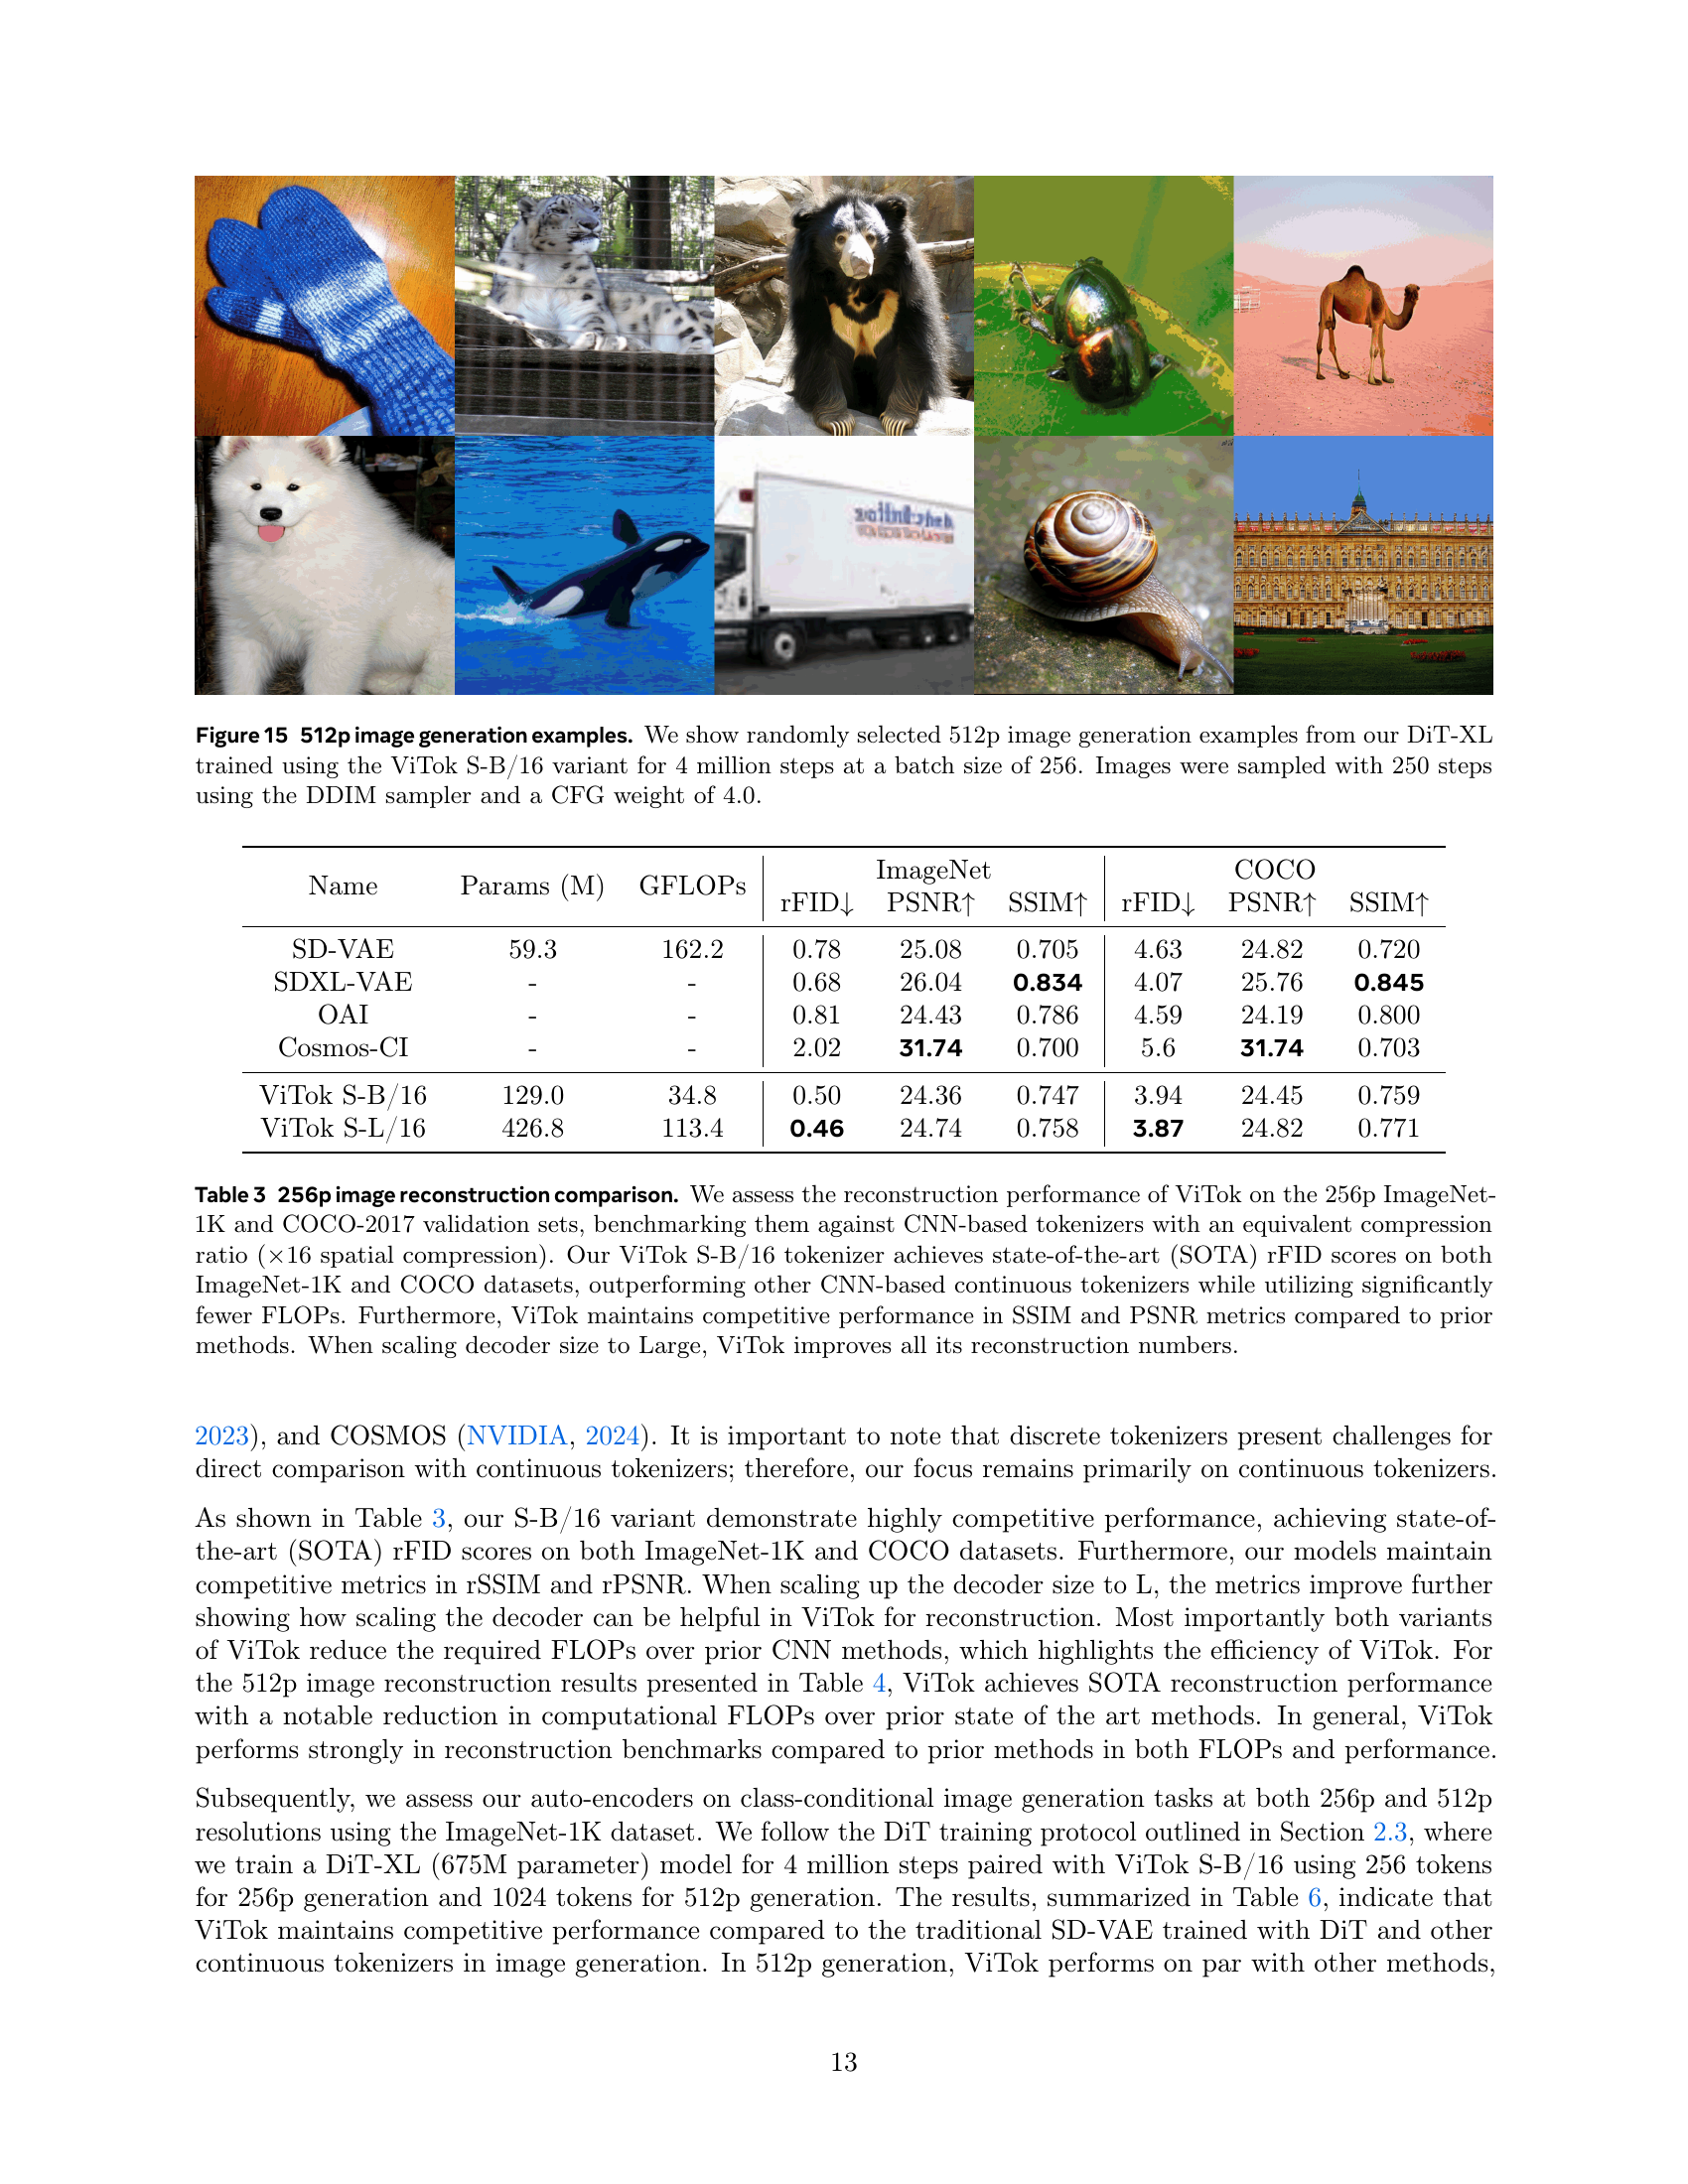 Figure 15 512p image generation examples. We show randomly selected 512p image generation examples from our DiT-XL
trained using the ViTok S-B/16 variant for 4 million steps at a batch size of 256. Images were sampled with 250 steps
using the DDIM sampler and a CFG weight of 4.0.
ImageNet COCO
Name Params (M) GFLOPs
rFID↓ PSNR↑ SSIM↑ rFID↓ PSNR↑ SSIM↑
SD-VAE 59.3 162.2 0.78 25.08 0.705 4.63 24.82 0.720
SDXL-VAE - - 0.68 26.04 0.834 4.07 25.76 0.845
OAI - - 0.81 24.43 0.786 4.59 24.19 0.800
Cosmos-CI - - 2.02 31.74 0.700 5.6 31.74 0.703
ViTok S-B/16 129.0 34.8 0.50 24.36 0.747 3.94 24.45 0.759
ViTok S-L/16 426.8 113.4 0.46 24.74 0.758 3.87 24.82 0.771
Table 3 256p image reconstruction comparison. We assess the reconstruction performance of ViTok on the 256p ImageNet-
1K and COCO-2017 validation sets, benchmarking them against CNN-based tokenizers with an equivalent compression
ratio (×16 spatial compression). Our ViTok S-B/16 tokenizer achieves state-of-the-art (SOTA) rFID scores on both
ImageNet-1K and COCO datasets, outperforming other CNN-based continuous tokenizers while utilizing significantly
fewer FLOPs. Furthermore, ViTok maintains competitive performance in SSIM and PSNR metrics compared to prior
methods. When scaling decoder size to Large, ViTok improves all its reconstruction numbers.
2023), and COSMOS (NVIDIA, 2024). It is important to note that discrete tokenizers present challenges for
direct comparison with continuous tokenizers; therefore, our focus remains primarily on continuous tokenizers.
As shown in Table 3, our S-B/16 variant demonstrate highly competitive performance, achieving state-of-
the-art (SOTA) rFID scores on both ImageNet-1K and COCO datasets. Furthermore, our models maintain
competitive metrics in rSSIM and rPSNR. When scaling up the decoder size to L, the metrics improve further
showing how scaling the decoder can be helpful in ViTok for reconstruction. Most importantly both variants
of ViTok reduce the required FLOPs over prior CNN methods, which highlights the efficiency of ViTok. For
the 512p image reconstruction results presented in Table 4, ViTok achieves SOTA reconstruction performance
with a notable reduction in computational FLOPs over prior state of the art methods. In general, ViTok
performs strongly in reconstruction benchmarks compared to prior methods in both FLOPs and performance.
Subsequently, we assess our auto-encoders on class-conditional image generation tasks at both 256p and 512p
resolutions using the ImageNet-1K dataset. We follow the DiT training protocol outlined in Section 2.3, where
we train a DiT-XL (675M parameter) model for 4 million steps paired with ViTok S-B/16 using 256 tokens
for 256p generation and 1024 tokens for 512p generation. The results, summarized in Table 6, indicate that
ViTok maintains competitive performance compared to the traditional SD-VAE trained with DiT and other
continuous tokenizers in image generation. In 512p generation, ViTok performs on par with other methods,
13